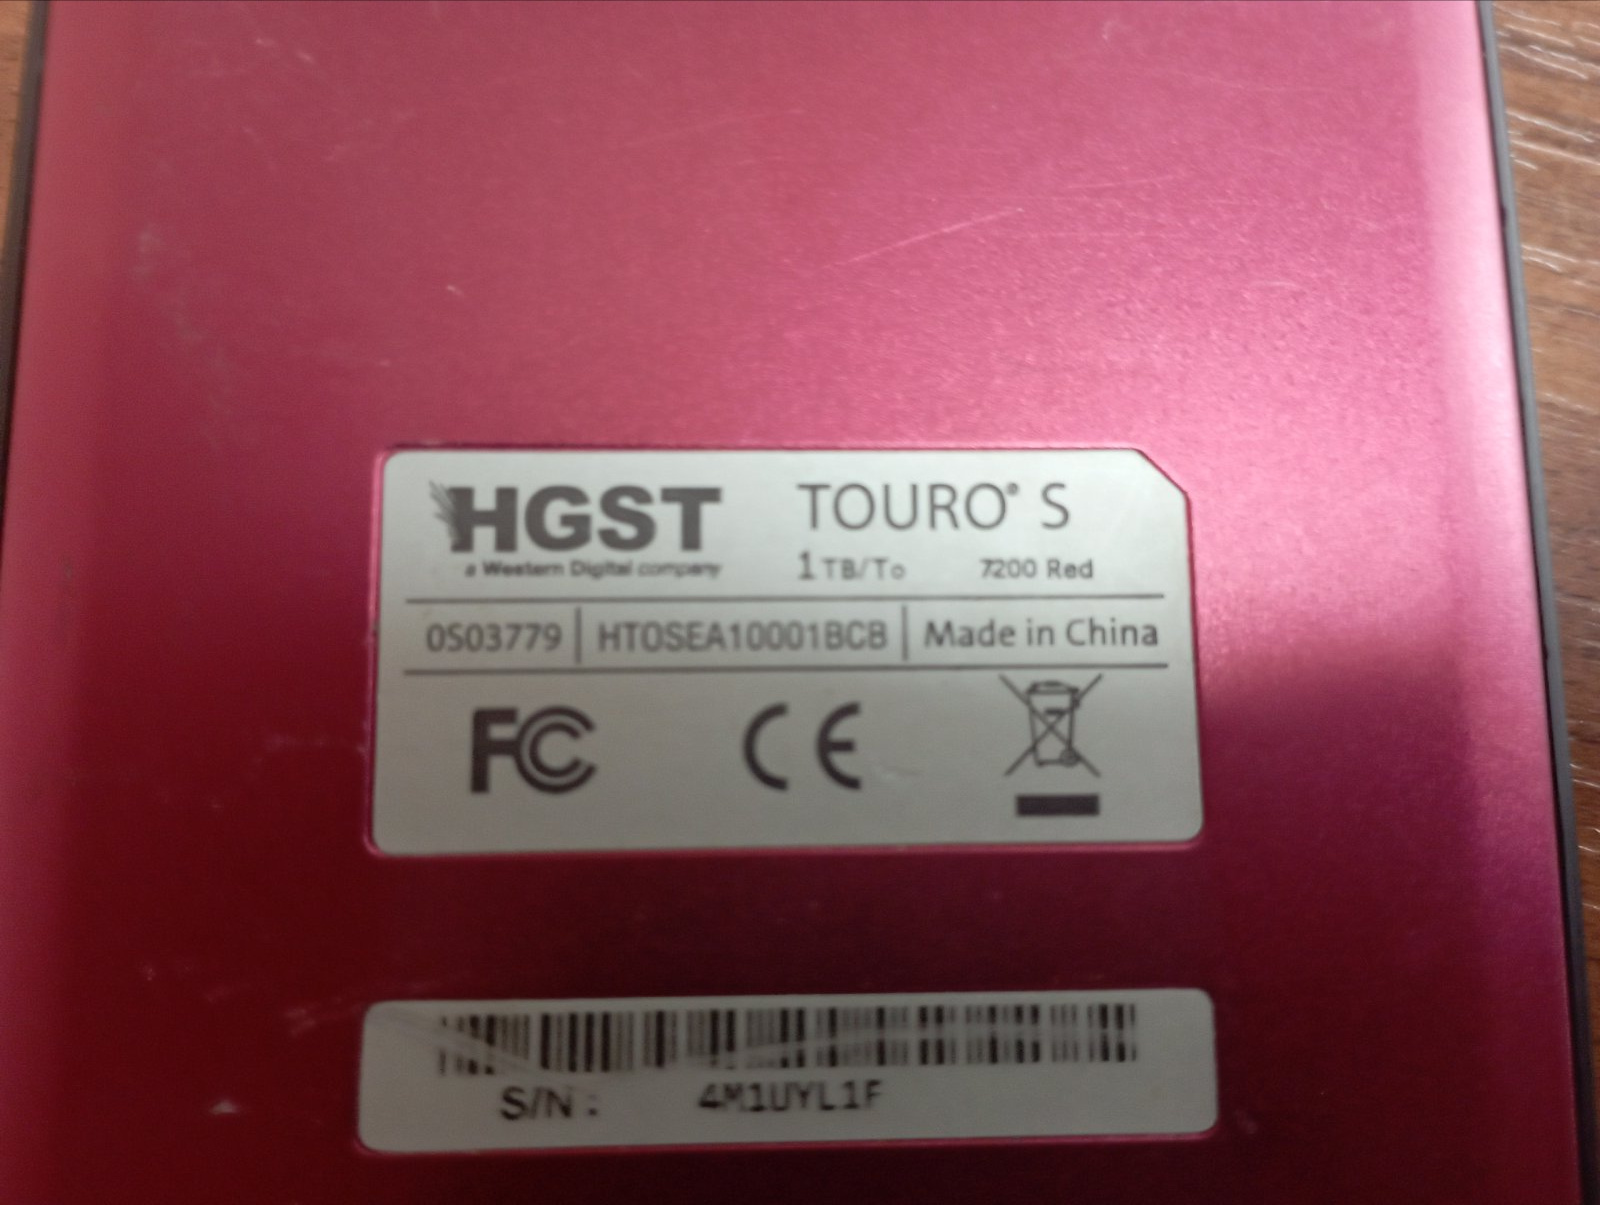 HGST
a Western Digital company
TOURO® S
1TB/To 7200 Red
0S03779 HTOSEA10001BCB Made in China
FC CE
S/N: 4M1UYL1F